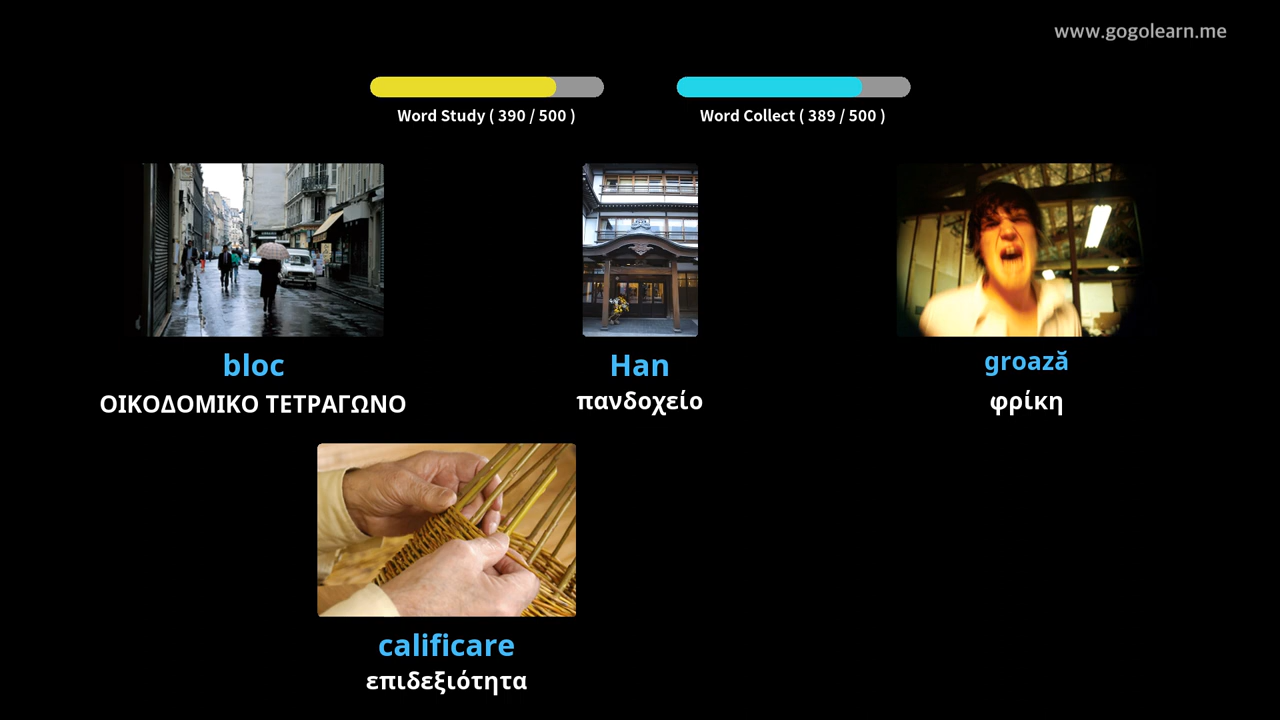 www.gogolearn.me
Word Study ( 390 / 500 )
Word Collect ( 389 / 500 )
bloc
ΟΙΚΟΔΟΜΙΚΟ ΤΕΤΡΑΓΩΝΟ
Han
πανδοχείο
groază
φρίκη
calificare
επιδεξιότητα